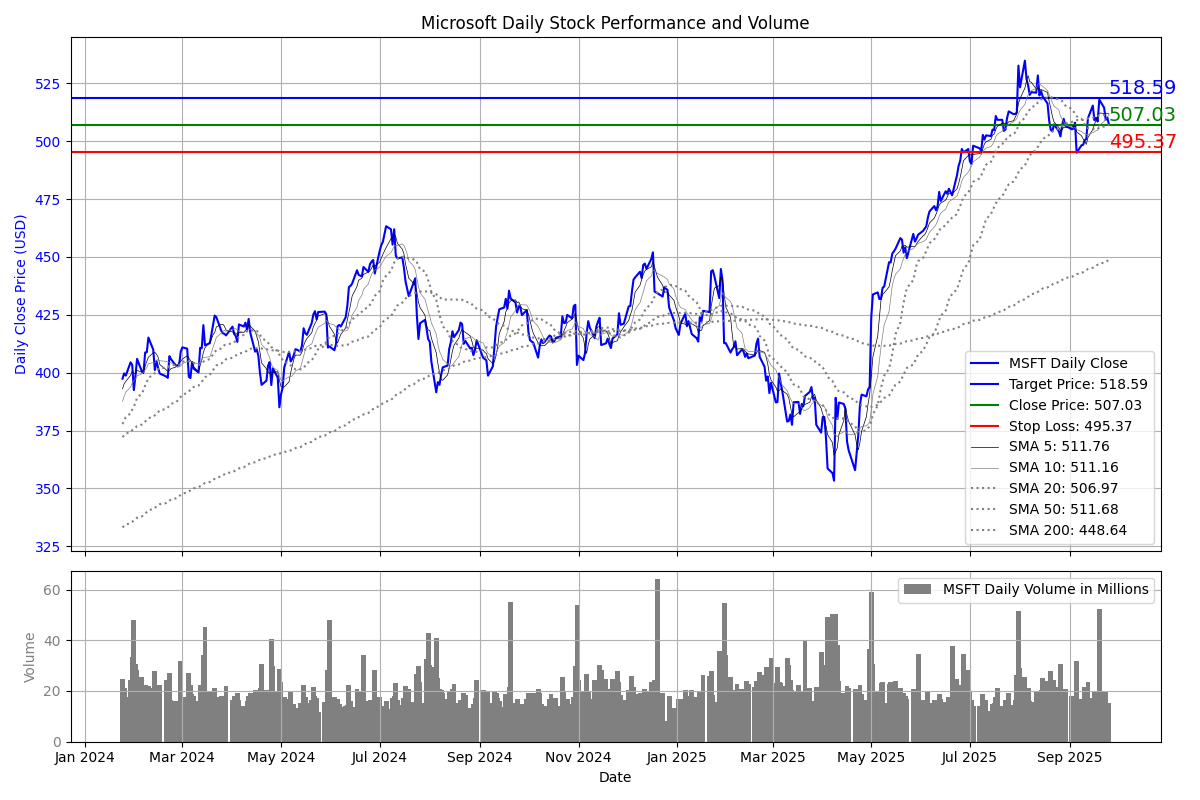 Microsoft Daily Stock Performance and Volume
Daily Close Price (USD)
525
500
475
450
425
400
375
350
325
518.59
507.03
495.37
MSFT Daily Close
Target Price: 518.59
Close Price: 507.03
Stop Loss: 495.37
SMA 5: 511.76
SMA 10: 511.16
SMA 20: 506.97
SMA 50: 511.68
SMA 200: 448.64
Volume
60
40
20
0
MSFT Daily Volume in Millions
Jan 2024 Mar 2024 May 2024 Jul 2024 Sep 2024 Nov 2024 Jan 2025 Mar 2025 May 2025 Jul 2025 Sep 2025
Date